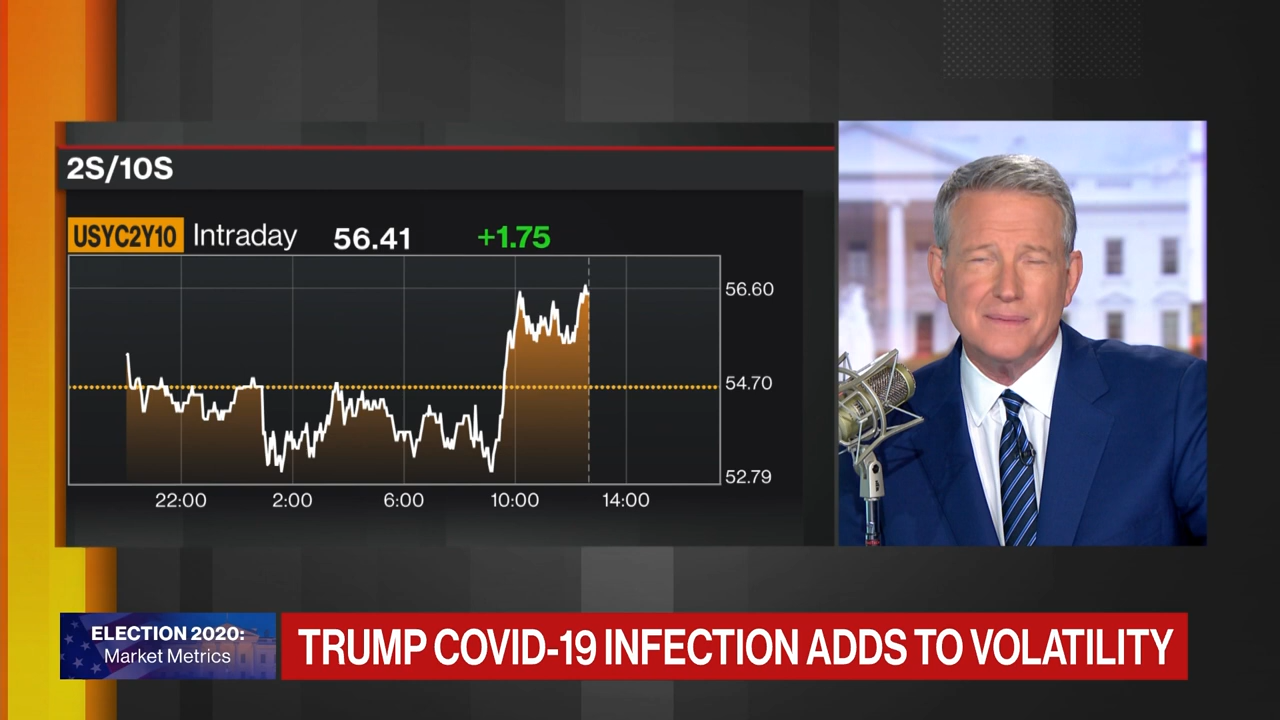 2S/10S
USYC2Y10 Intraday 56.41 +1.75
56.60
54.70
52.79
22:00 2:00 6:00 10:00 14:00
ELECTION 2020:
Market Metrics
TRUMP COVID-19 INFECTION ADDS TO VOLATILITY